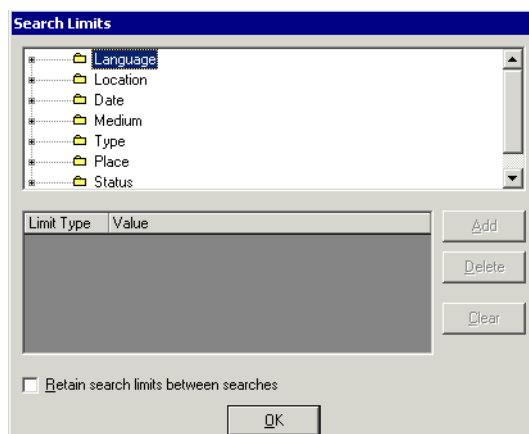 Search Limits
Language
Location
Date
Medium
Type
Place
Status
Limit Type Value
Add
Delete
Clear
Retain search limits between searches
OK